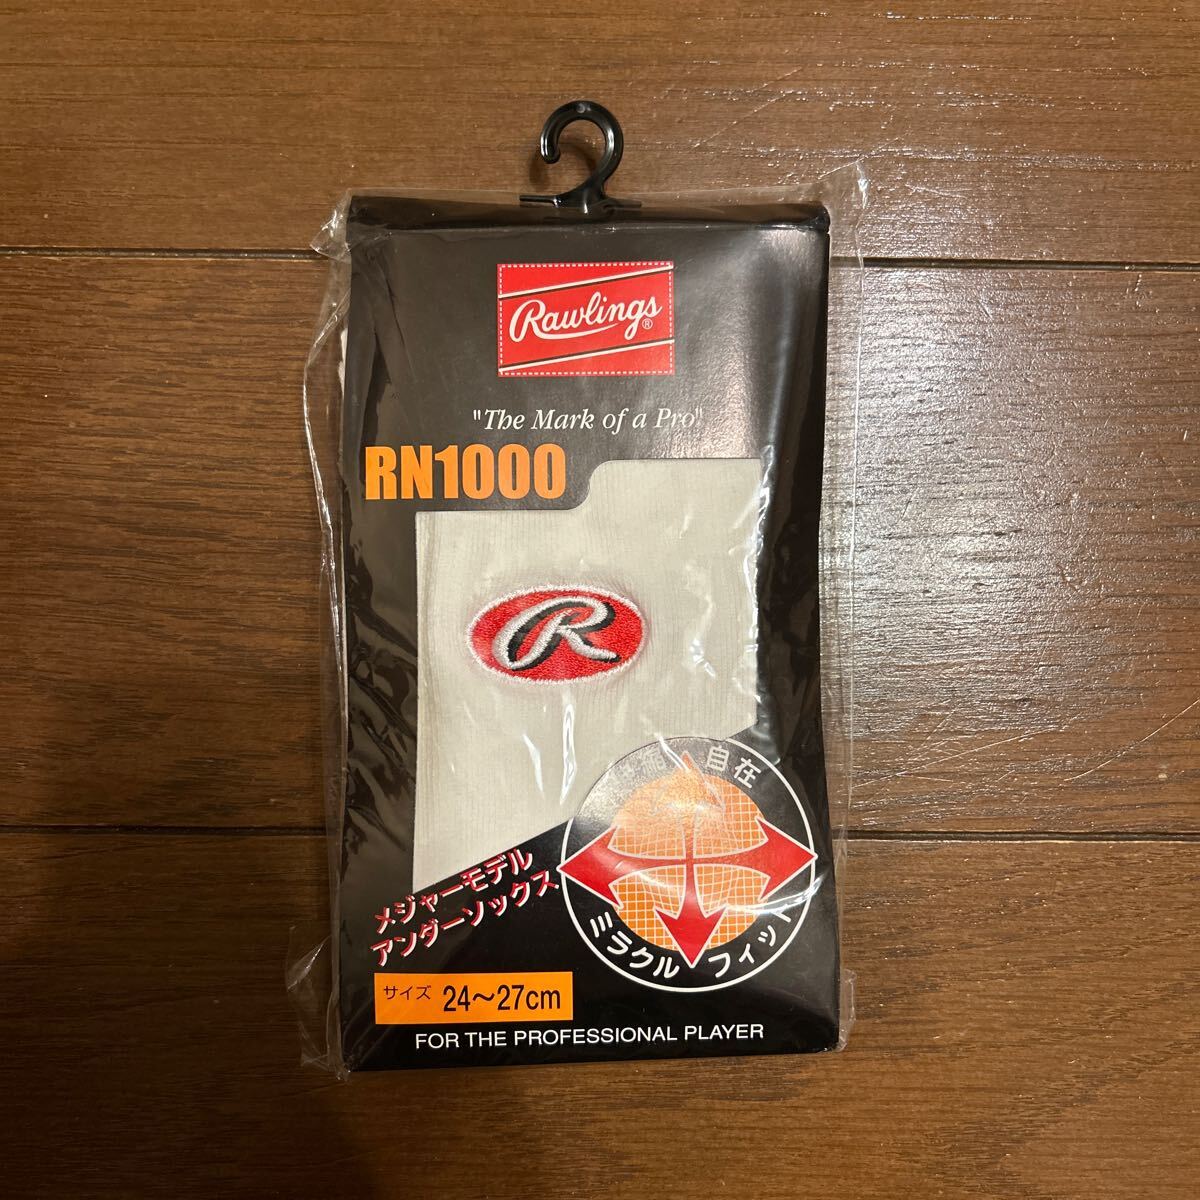 Rawlings®
"The Mark of a Pro"
RN1000
R
自在
ミラクルフィット
メジャーモデル
アンダーソックス
サイズ 24～27cm
FOR THE PROFESSIONAL PLAYER